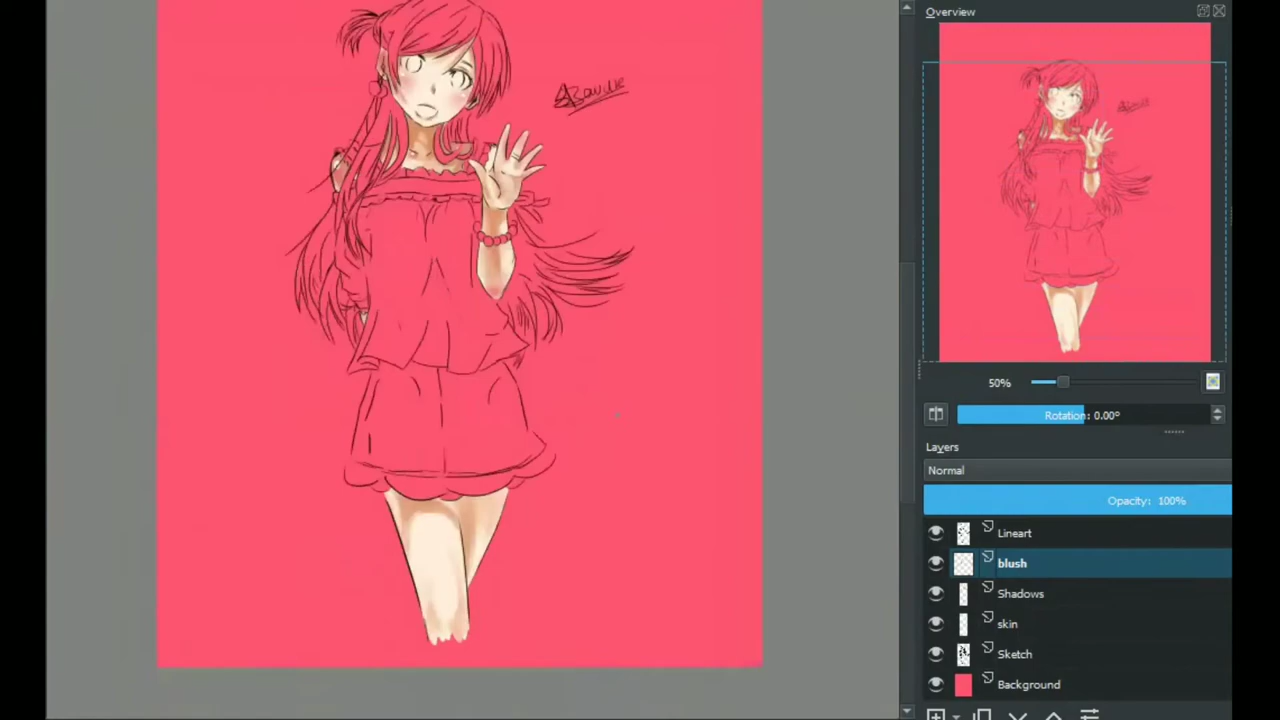 Overview
50%
Rotation: 0.00°
Layers
Normal
Opacity: 100%
Lineart
blush
Shadows
skin
Sketch
Background